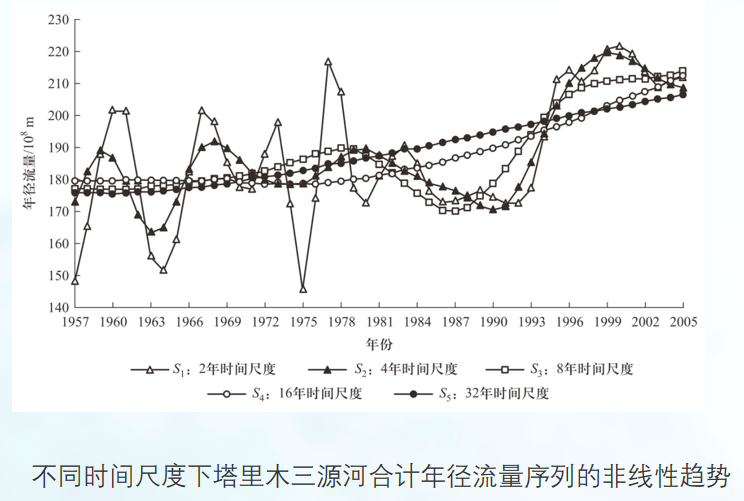 230
220
210
200
190
180
170
160
150
140
年径流量/10⁸ m
1957 1960 1963 1966 1969 1972 1975 1978 1981 1984 1987 1990 1993 1996 1999 2002 2005
年份
S₁：2年时间尺度 S₂：4年时间尺度 S₃：8年时间尺度
S₄：16年时间尺度 S₅：32年时间尺度
不同时间尺度下塔里木三源河合计年径流量序列的非线性趋势